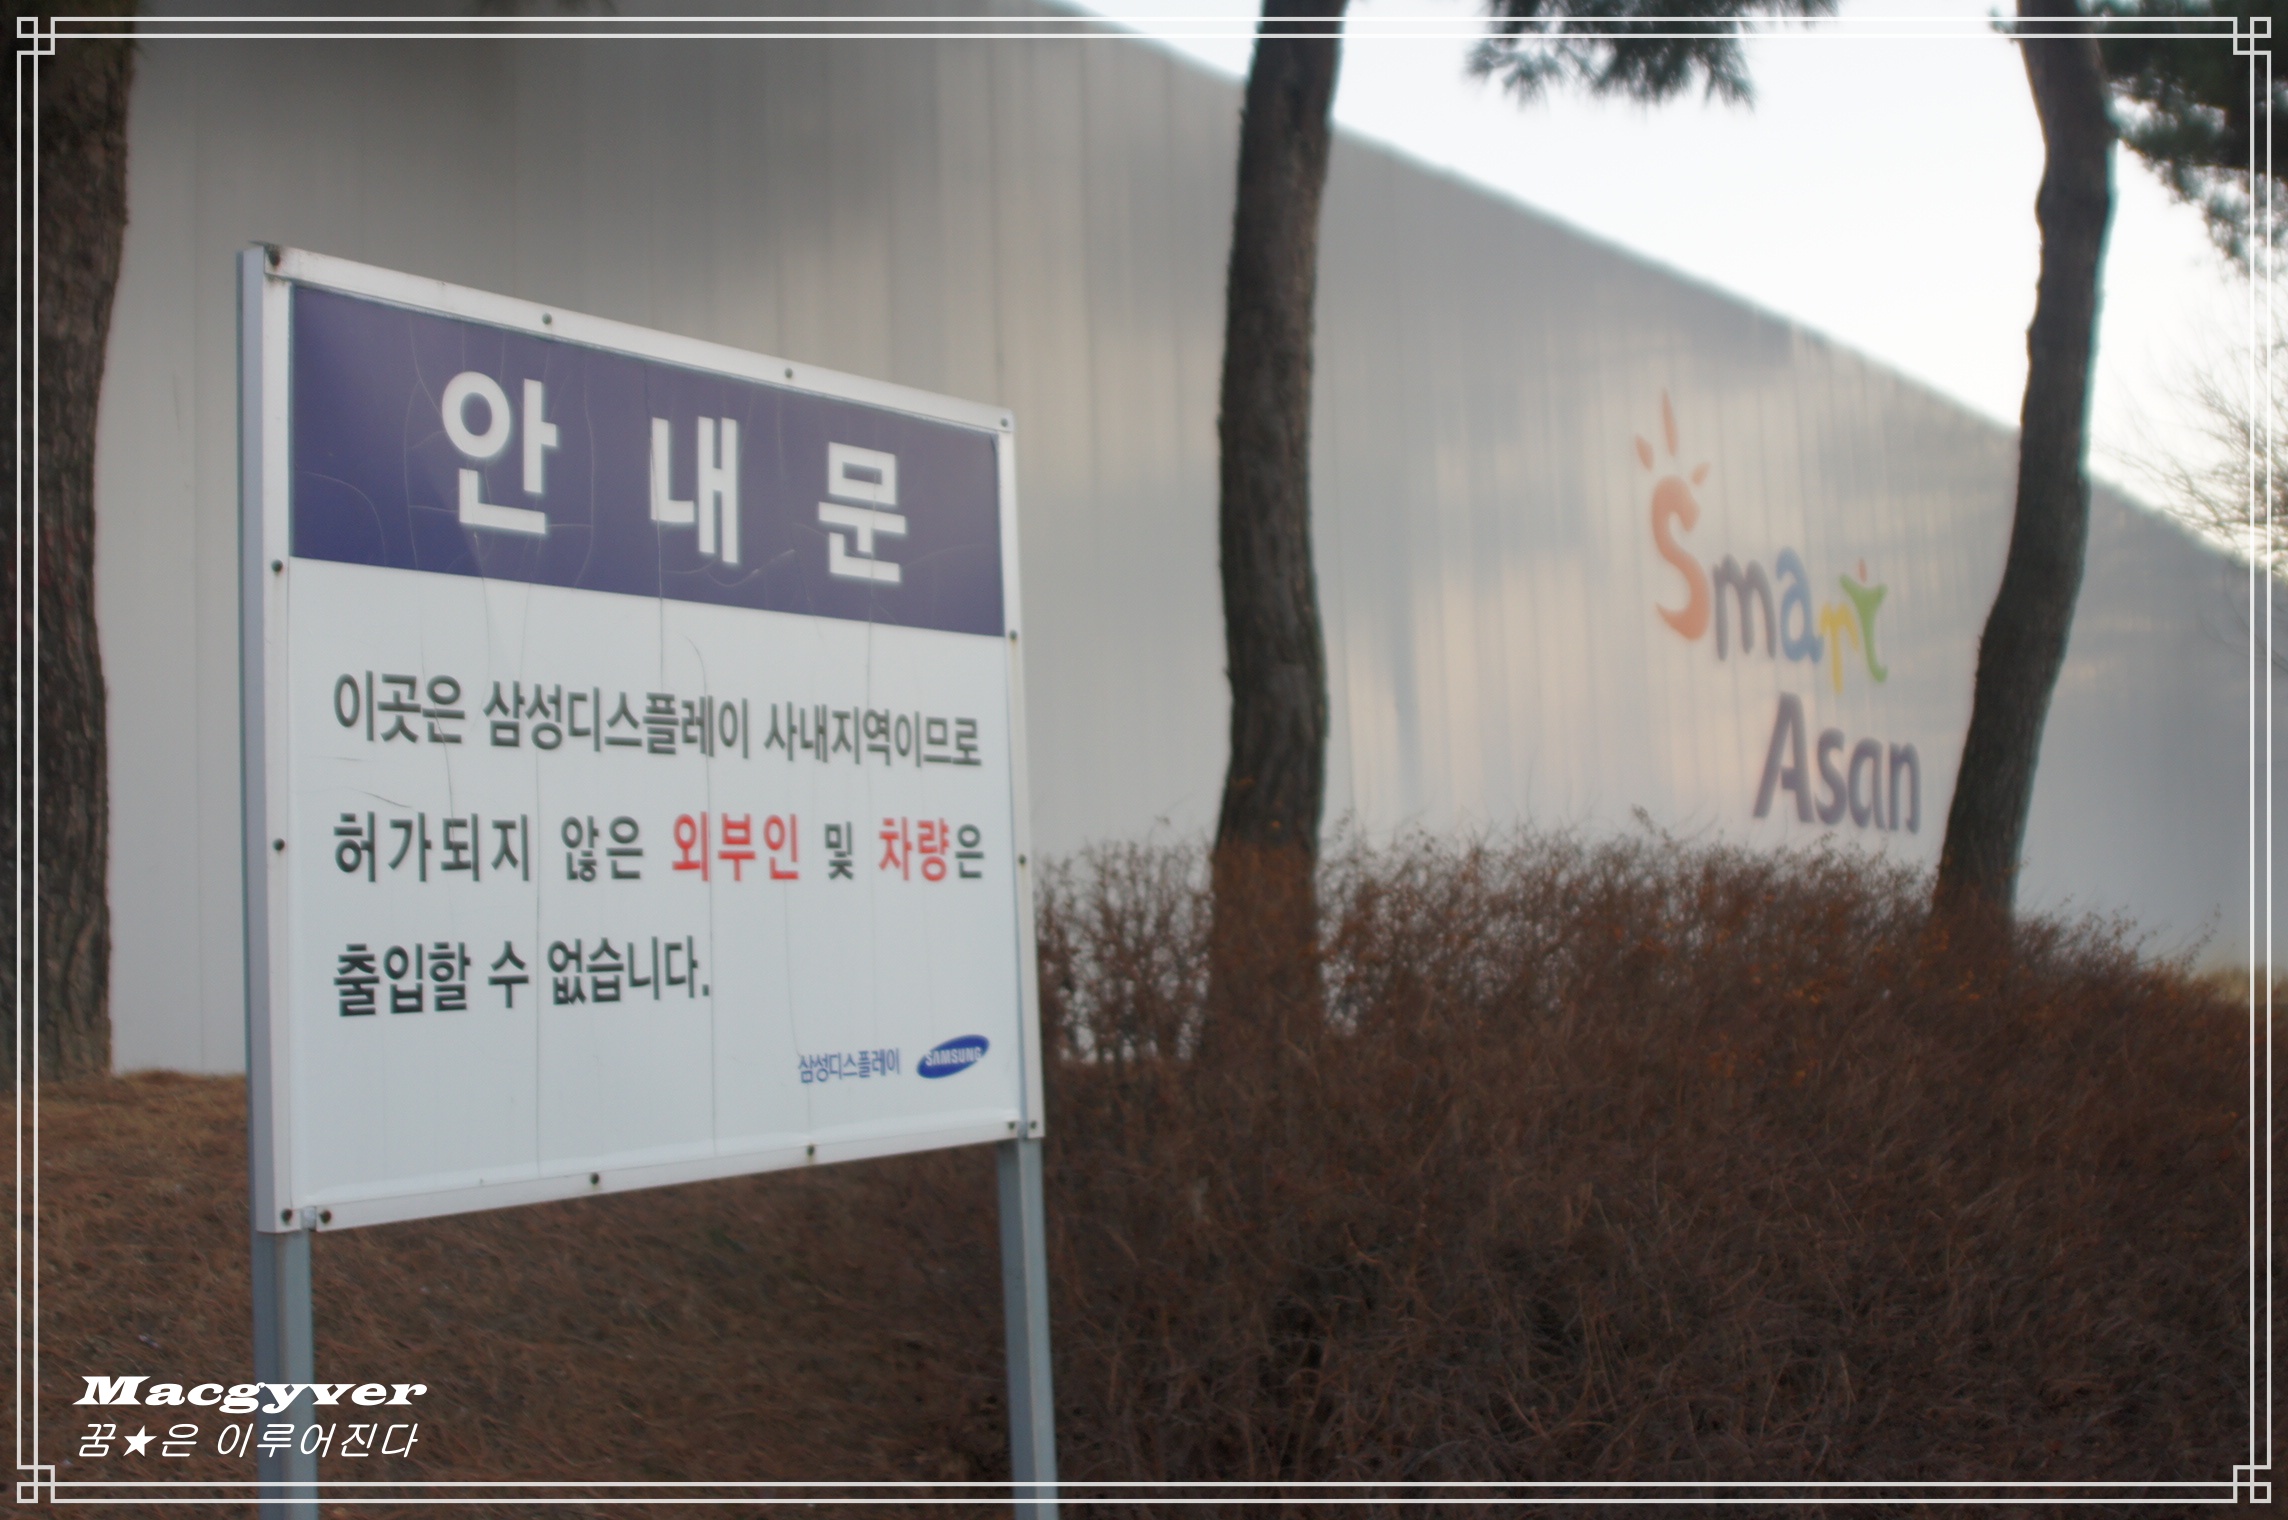 안내문
이곳은 삼성디스플레이 사내지역이므로
허가되지 않은 외부인 및 차량은
출입할 수 없습니다.
삼성디스플레이 SAMSUNG
Smart
Asan
Macgyver
꿈★은 이루어진다